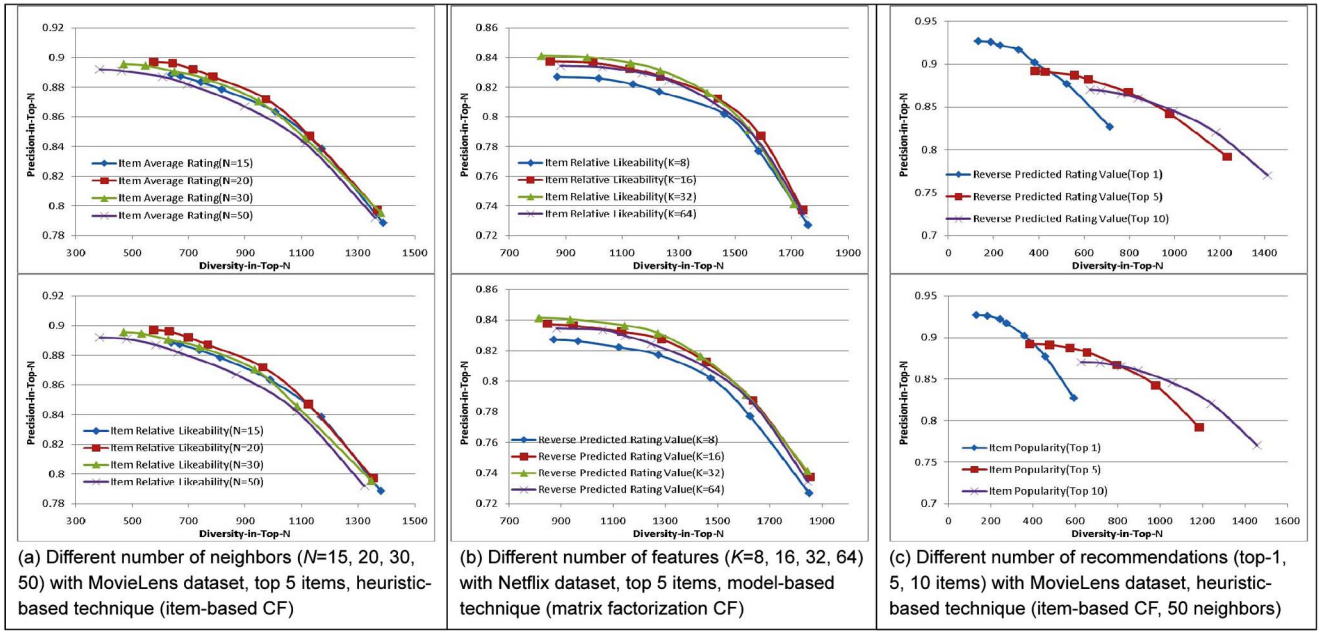 0.92
0.9
0.88
0.86
0.84
0.82
0.8
0.78
Precision-in-Top-N
Item Average Rating(N=15)
Item Average Rating(N=20)
Item Average Rating(N=30)
Item Average Rating(N=50)
300 500 700 900 1100 1300 1500
Diversity-in-Top-N
0.86
0.84
0.82
0.8
0.78
0.76
0.74
0.72
Precision-in-Top-N
Item Relative Likeability(K=8)
Item Relative Likeability(K=16)
Item Relative Likeability(K=32)
Item Relative Likeability(K=64)
700 900 1100 1300 1500 1700 1900
Diversity-in-Top-N
0.95
0.9
0.85
0.8
0.75
0.7
Precision-in-Top-N
Reverse Predicted Rating Value(Top 1)
Reverse Predicted Rating Value(Top 5)
Reverse Predicted Rating Value(Top 10)
0 200 400 600 800 1000 1200 1400
Diversity-in-Top-N
0.92
0.9
0.88
0.86
0.84
0.82
0.8
0.78
Precision-in-Top-N
Item Relative Likeability(N=15)
Item Relative Likeability(N=20)
Item Relative Likeability(N=30)
Item Relative Likeability(N=50)
300 500 700 900 1100 1300 1500
Diversity-in-Top-N
0.86
0.84
0.82
0.8
0.78
0.76
0.74
0.72
Precision-in-Top-N
Reverse Predicted Rating Value(K=8)
Reverse Predicted Rating Value(K=16)
Reverse Predicted Rating Value(K=32)
Reverse Predicted Rating Value(K=64)
700 900 1100 1300 1500 1700 1900
Diversity-in-Top-N
0.95
0.9
0.85
0.8
0.75
0.7
Precision-in-Top-N
Item Popularity(Top 1)
Item Popularity(Top 5)
Item Popularity(Top 10)
0 200 400 600 800 1000 1200 1400 1600
Diversity-in-Top-N
(a) Different number of neighbors (N=15, 20, 30,
50) with MovieLens dataset, top 5 items, heuristic-
based technique (item-based CF)
(b) Different number of features (K=8, 16, 32, 64)
with Netflix dataset, top 5 items, model-based
technique (matrix factorization CF)
(c) Different number of recommendations (top-1,
5, 10 items) with MovieLens dataset, heuristic-
based technique (item-based CF, 50 neighbors)